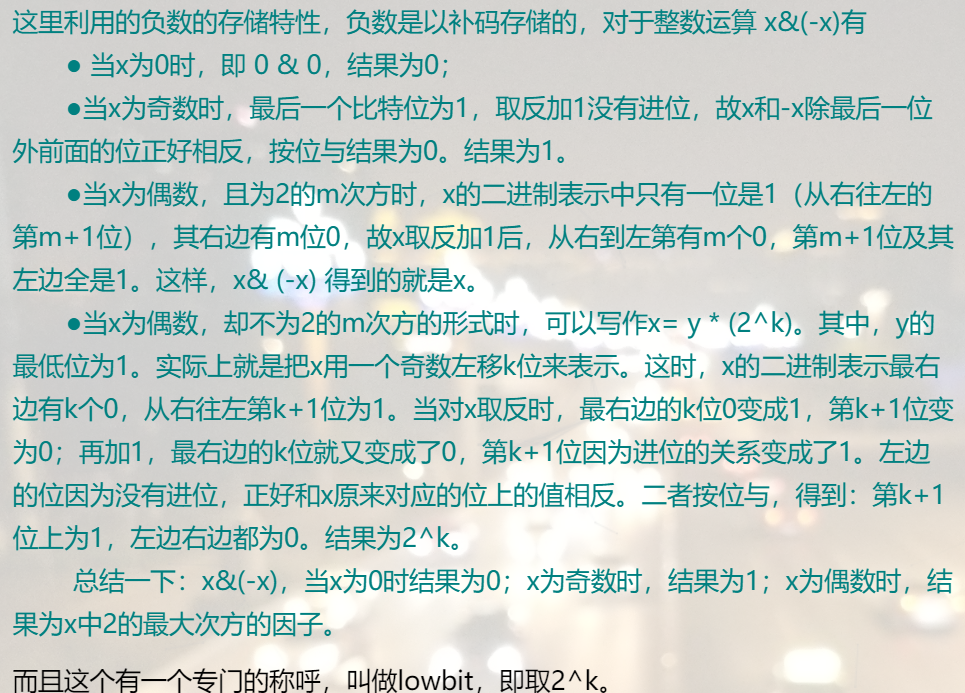 这里利用的负数的存储特性，负数是以补码存储的，对于整数运算 x&(-x)有
● 当x为0时，即 0 & 0，结果为0；
●当x为奇数时，最后一个比特位为1，取反加1没有进位，故x和-x除最后一位
外前面的位正好相反，按位与结果为0。结果为1。
●当x为偶数，且为2的m次方时，x的二进制表示中只有一位是1（从右往左的
第m+1位），其右边有m位0，故x取反加1后，从右到左第有m个0，第m+1位及其
左边全是1。这样，x& (-x) 得到的就是x。
●当x为偶数，却不为2的m次方的形式时，可以写作x= y * (2^k)。其中，y的
最低位为1。实际上就是把x用一个奇数左移k位来表示。这时，x的二进制表示最右
边有k个0，从右往左第k+1位为1。当对x取反时，最右边的k位0变成1，第k+1位变
为0；再加1，最右边的k位就又变成了0，第k+1位因为进位的关系变成了1。左边
的位因为没有进位，正好和x原来对应的位上的值相反。二者按位与，得到：第k+1
位上为1，左边右边都为0。结果为2^k。
总结一下：x&(-x)，当x为0时结果为0；x为奇数时，结果为1；x为偶数时，结
果为x中2的最大次方的因子。
而且这个有一个专门的称呼，叫做lowbit，即取2^k。